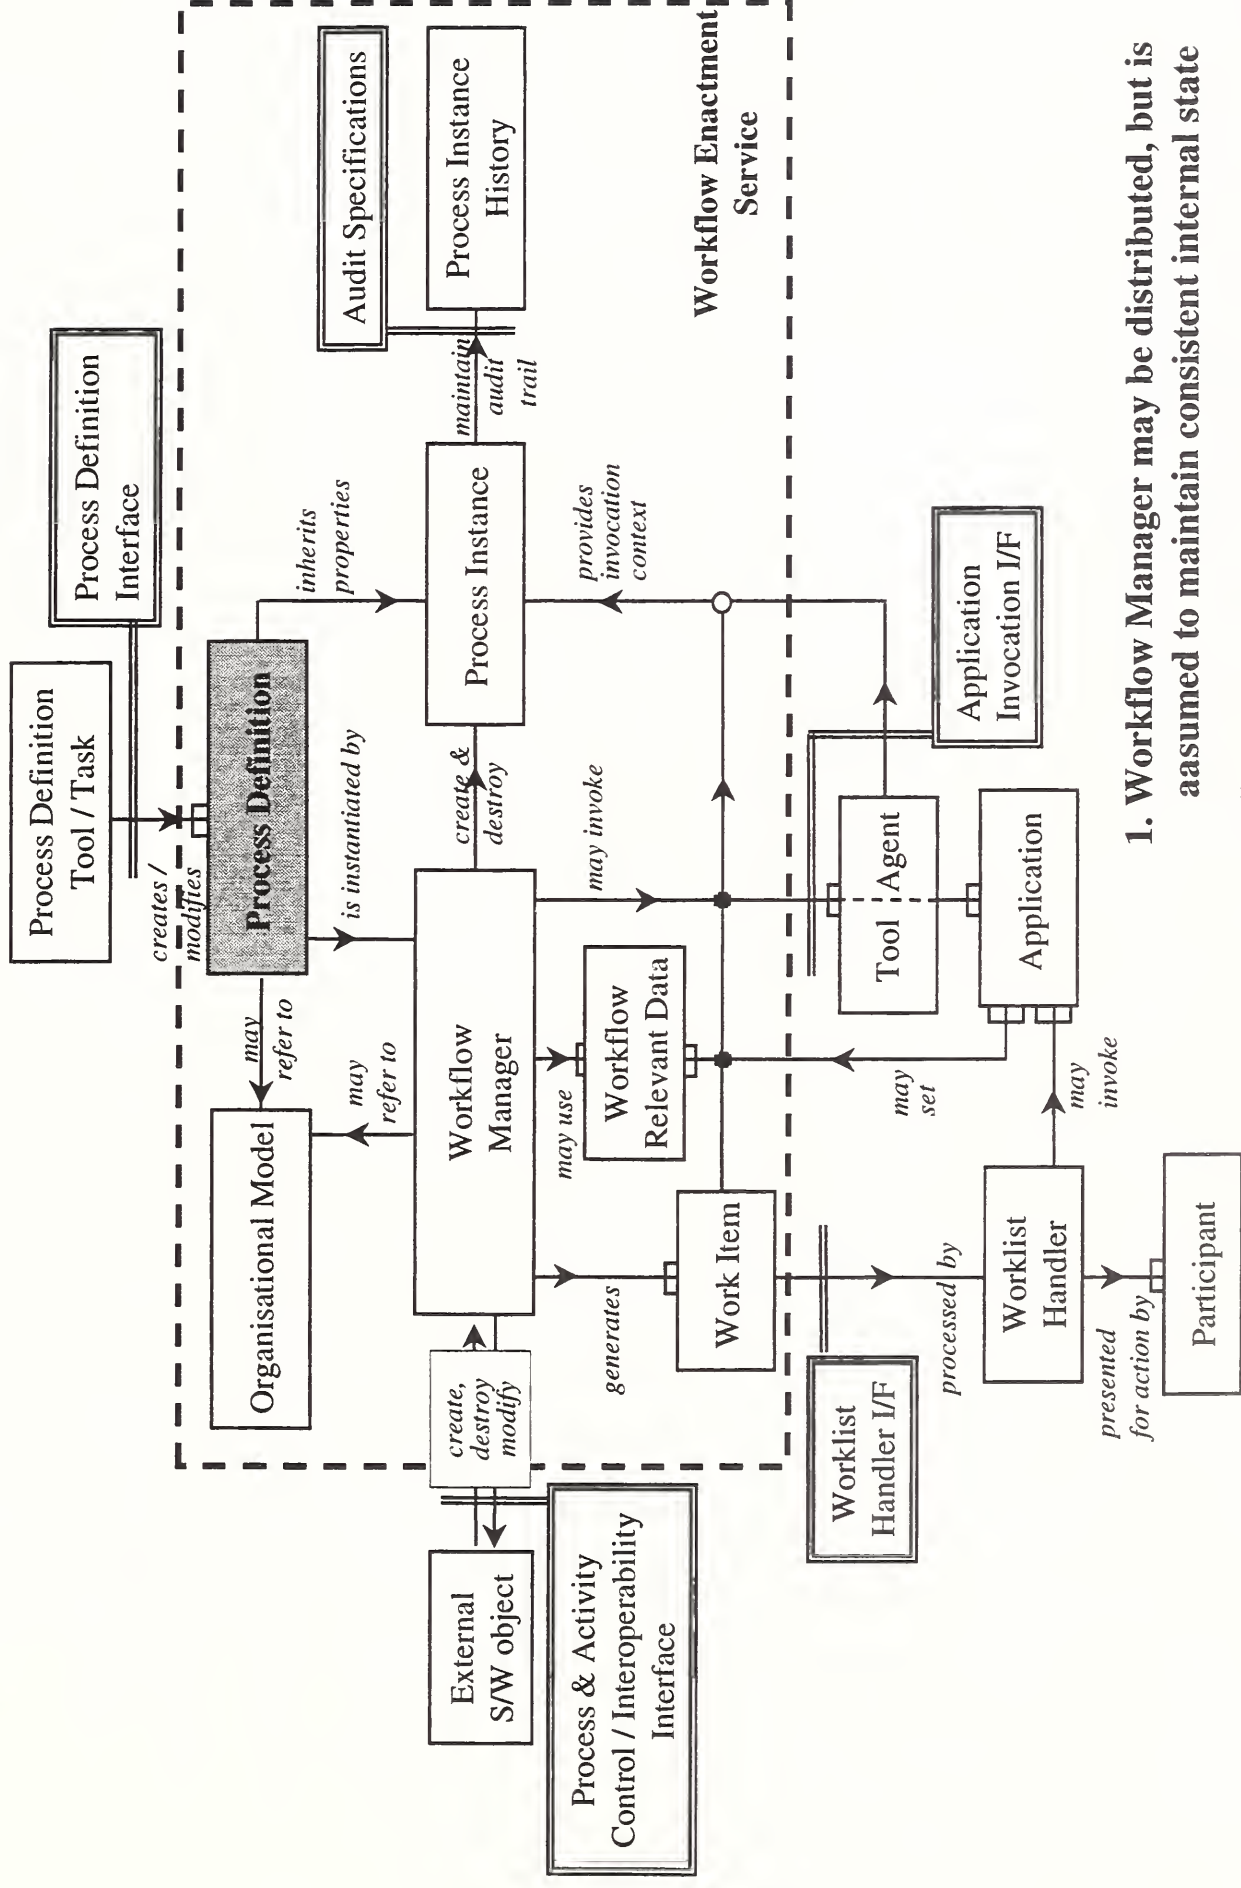 Process Definition
Tool / Task
Process Definition
Interface
creates /
modifies
Organisational Model
may
refer to
Process Definition
inherits
properties
Audit Specifications
may
refer to
is instantiated by
External
S/W object
create,
destroy
modify
Workflow
Manager
create &
destroy
Process Instance
maintain
audit
trail
Process Instance
History
Process & Activity
Control / Interoperability
Interface
generates
may use
may invoke
provides
invocation
context
Workflow
Relevant Data
Work Item
Workflow Enactment
Service
Worklist
Handler I/F
processed by
may
set
Tool Agent
Application
Invocation I/F
Worklist
Handler
may
invoke
Application
presented
for action by
Participant
1. Workflow Manager may be distributed, but is
aasumed to maintain consistent internal state